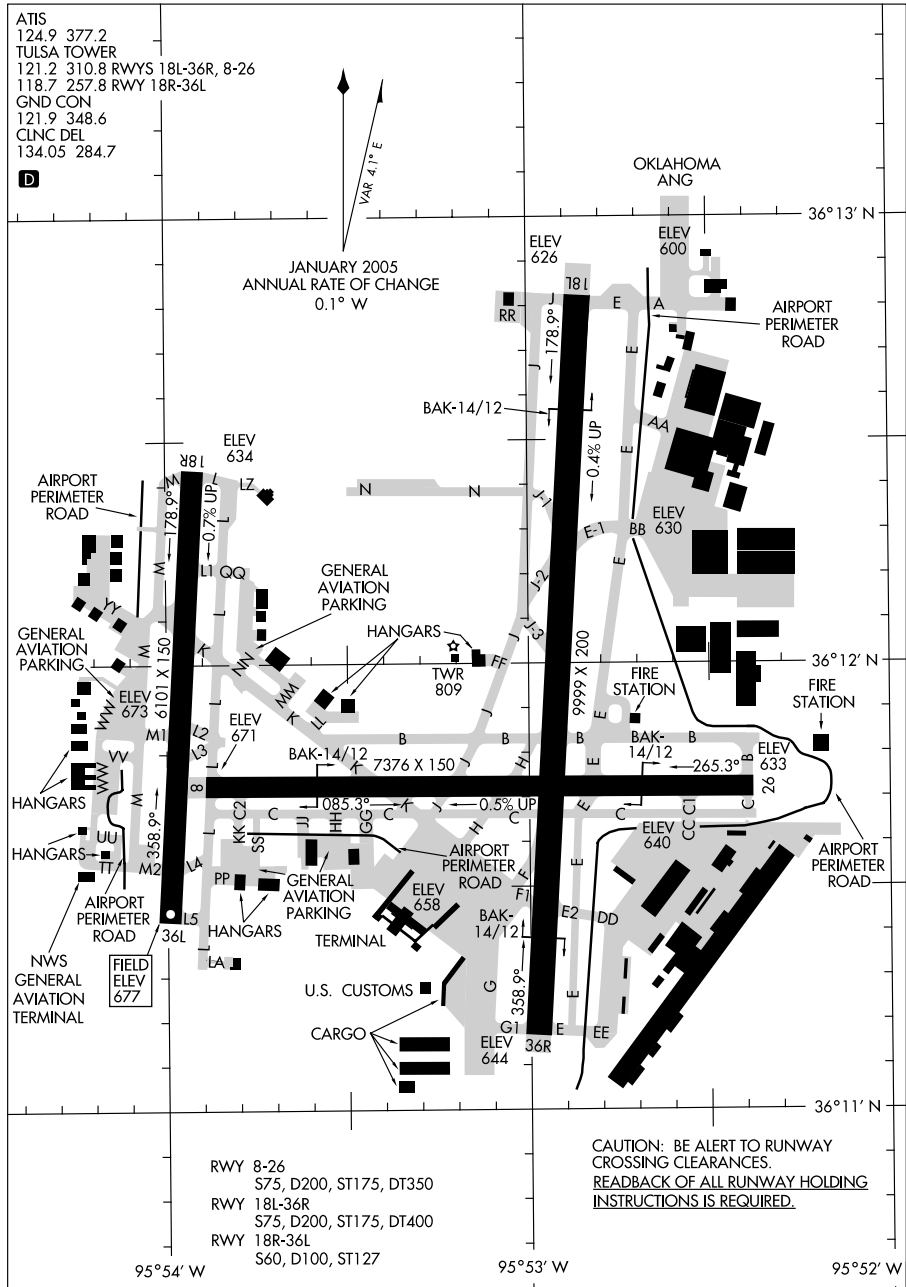 ATIS
124.9 377.2
TULSA TOWER
121.2 310.8 RWYS 18L-36R, 8-26
118.7 257.8 RWY 18R-36L
GND CON
121.9 348.6
CLNC DEL
134.05 284.7
D
VAR 4.1° E
JANUARY 2005
ANNUAL RATE OF CHANGE
0.1° W
OKLAHOMA
ANG
36°13' N
ELEV
600
ELEV
626
18L
J
E
A
RR
AIRPORT
PERIMETER
ROAD
178.9°
E
J
BAK-14/12
AA
0.4% UP
E
ELEV
634
18R
M
L
LZ
AIRPORT
PERIMETER
ROAD
178.9°
0.7% UP
L
N
N
J-1
E-1
BB
ELEV
630
E
M
L1
QQ
J-2
GENERAL
AVIATION
PARKING
YY
L
J-3
J
HANGARS
M
K
NN
GENERAL
AVIATION
PARKING
FF
TWR
809
36°12' N
9999 X 200
MM
FIRE
STATION
FIRE
STATION
ELEV
673
6101 X 150
WW
K
LL
J
E
M1
L2
L3
ELEV
671
B
B
B
B
BAK-14/12
K
J
H
BAK-
14/12
ELEV
633
VV
WW
7376 X 150
265.3°
B
26
HANGARS
M
8
085.3°
0.5% UP
E
C
358.9°
L
KK
C2
C
C
K
J
C
C
CC
C1
SS
JJ
HH
GG
H
ELEV
640
HANGARS
UU
TT
M2
L4
PP
GENERAL
AVIATION
PARKING
AIRPORT
PERIMETER
ROAD
F
E
AIRPORT
PERIMETER
ROAD
F1
ELEV
658
E2
DD
L5
36L
HANGARS
BAK-
14/12
AIRPORT
PERIMETER
ROAD
TERMINAL
LA
NWS
GENERAL
AVIATION
TERMINAL
FIELD
ELEV
677
U.S. CUSTOMS
G
358.9°
E
CARGO
G1
E
EE
ELEV
644
36R
36°11' N
RWY 8-26
S75, D200, ST175, DT350
RWY 18L-36R
S75, D200, ST175, DT400
RWY 18R-36L
S60, D100, ST127
CAUTION: BE ALERT TO RUNWAY
CROSSING CLEARANCES.
READBACK OF ALL RUNWAY HOLDING
INSTRUCTIONS IS REQUIRED.
95°54' W
95°53' W
95°52' W